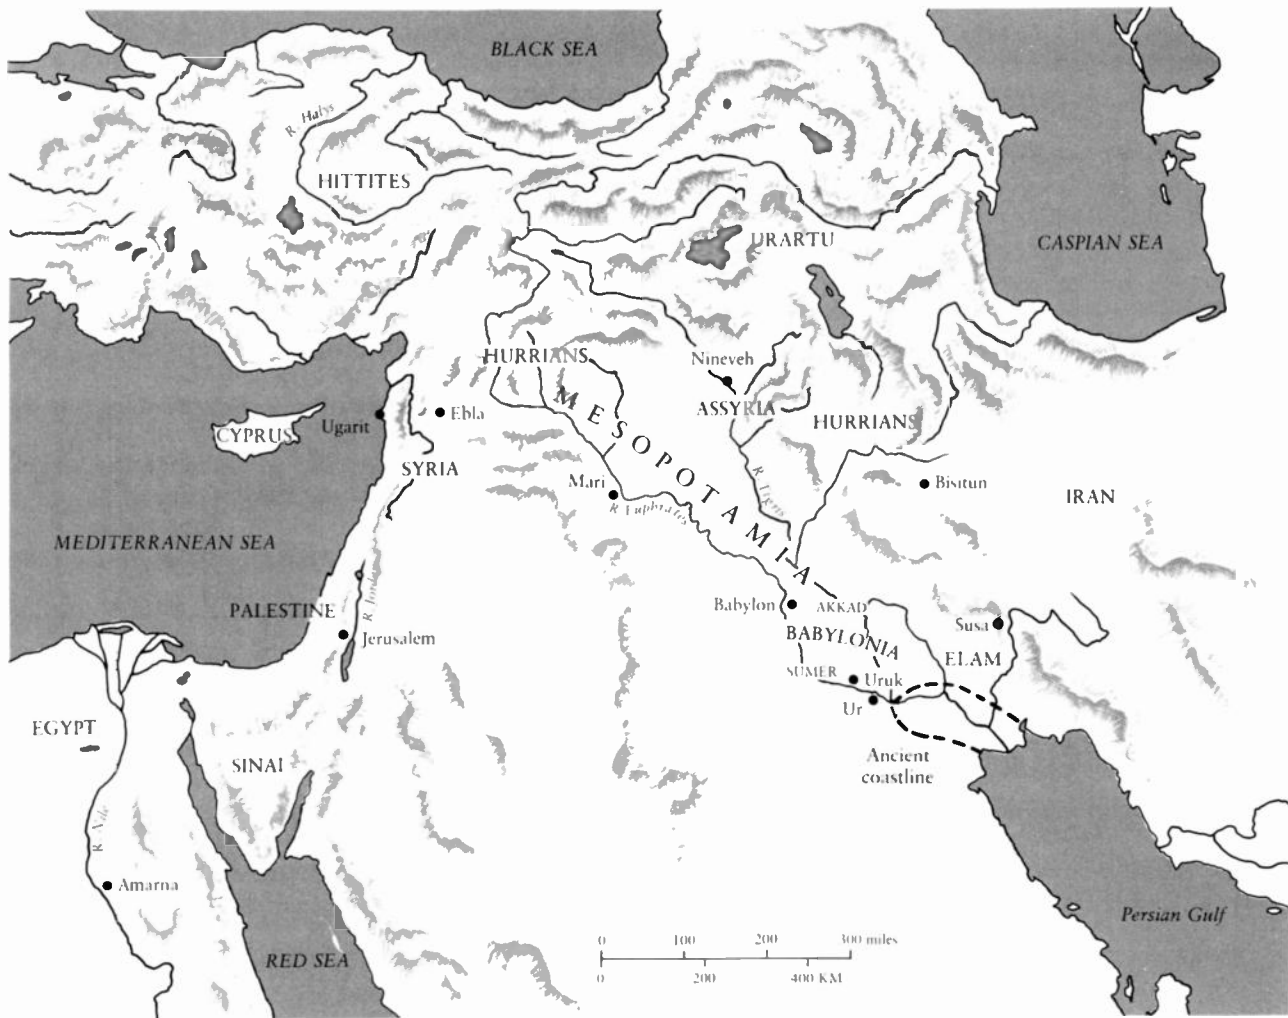 BLACK SEA
R. Halys
HITTITES
URARTU
CASPIAN SEA
HURRIANS
Nineveh
MESOPOTAMIA
ASSYRIA
HURRIANS
Ugarit
Ebla
CYPRUS
SYRIA
Mari
R. Tigris
Bisitun
IRAN
R. Euphrates
MEDITERRANEAN SEA
PALESTINE
R. Jordan
Jerusalem
Babylon
AKKAD
Susa
BABYLONIA
ELAM
SUMER
Uruk
Ur
EGYPT
SINAI
Ancient
coastline
R. Nile
Amarna
Persian Gulf
RED SEA
0 100 200 300 miles
0 200 400 KM